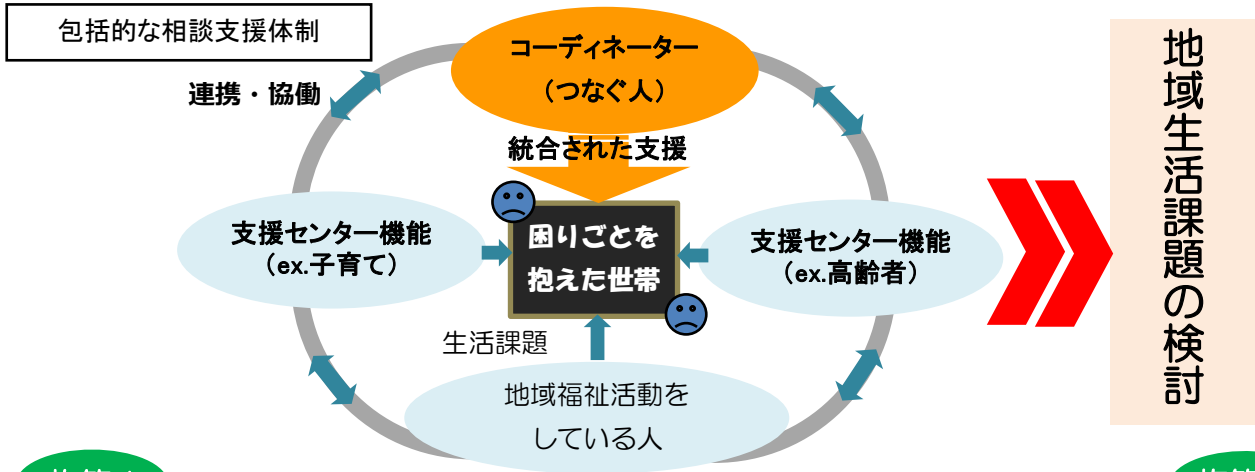 包括的な相談支援体制
コーディネーター
(つなぐ人)
連携・協働
統合された支援
支援センター機能
(ex.子育て)
困りごとを
抱えた世帯
支援センター機能
(ex.高齢者)
生活課題
地域福祉活動を
している人
地域生活課題の検討